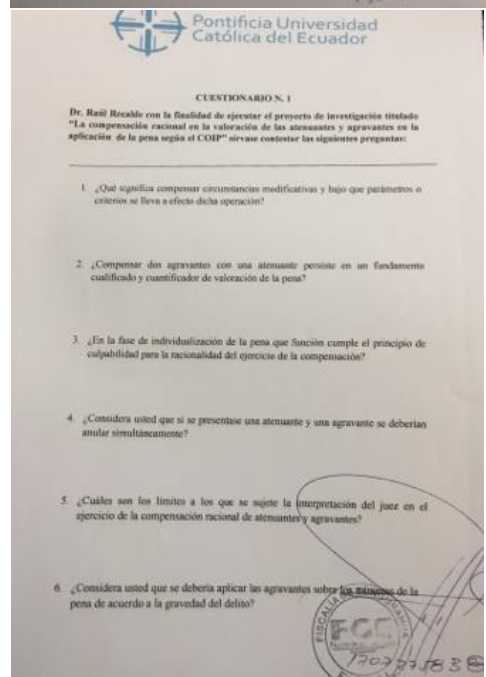 Pontificia Universidad
Católica del Ecuador
CUESTIONARIO N. 1
Dr. Raúl Recalde con la finalidad de ejecutar el proyecto de investigación titulado
"La compensación racional en la valoración de las atenuantes y agravantes en la
aplicación de la pena según el COIP" sírvase contestar las siguientes preguntas:
1. ¿Qué significa compensar circunstancias modificativas y bajo que parámetros o
criterios se lleva a efecto dicha operación?
2. ¿Compensar dos agravantes con una atenuante persiste en un fundamento
cualificado y cuantificador de valoración de la pena?
3. ¿En la fase de individualización de la pena que función cumple el principio de
culpabilidad para la racionalidad del ejercicio de la compensación?
4. ¿Considera usted que si se presentase una atenuante y una agravante se deberían
anular simultáneamente?
5. ¿Cuáles son los límites a los que se sujete la interpretación del juez en el
ejercicio de la compensación racional de atenuantes y agravantes?
6. ¿Considera usted que se debería aplicar las agravantes sobre los máximos de la
pena de acuerdo a la gravedad del delito?
FISCALÍA
FGE